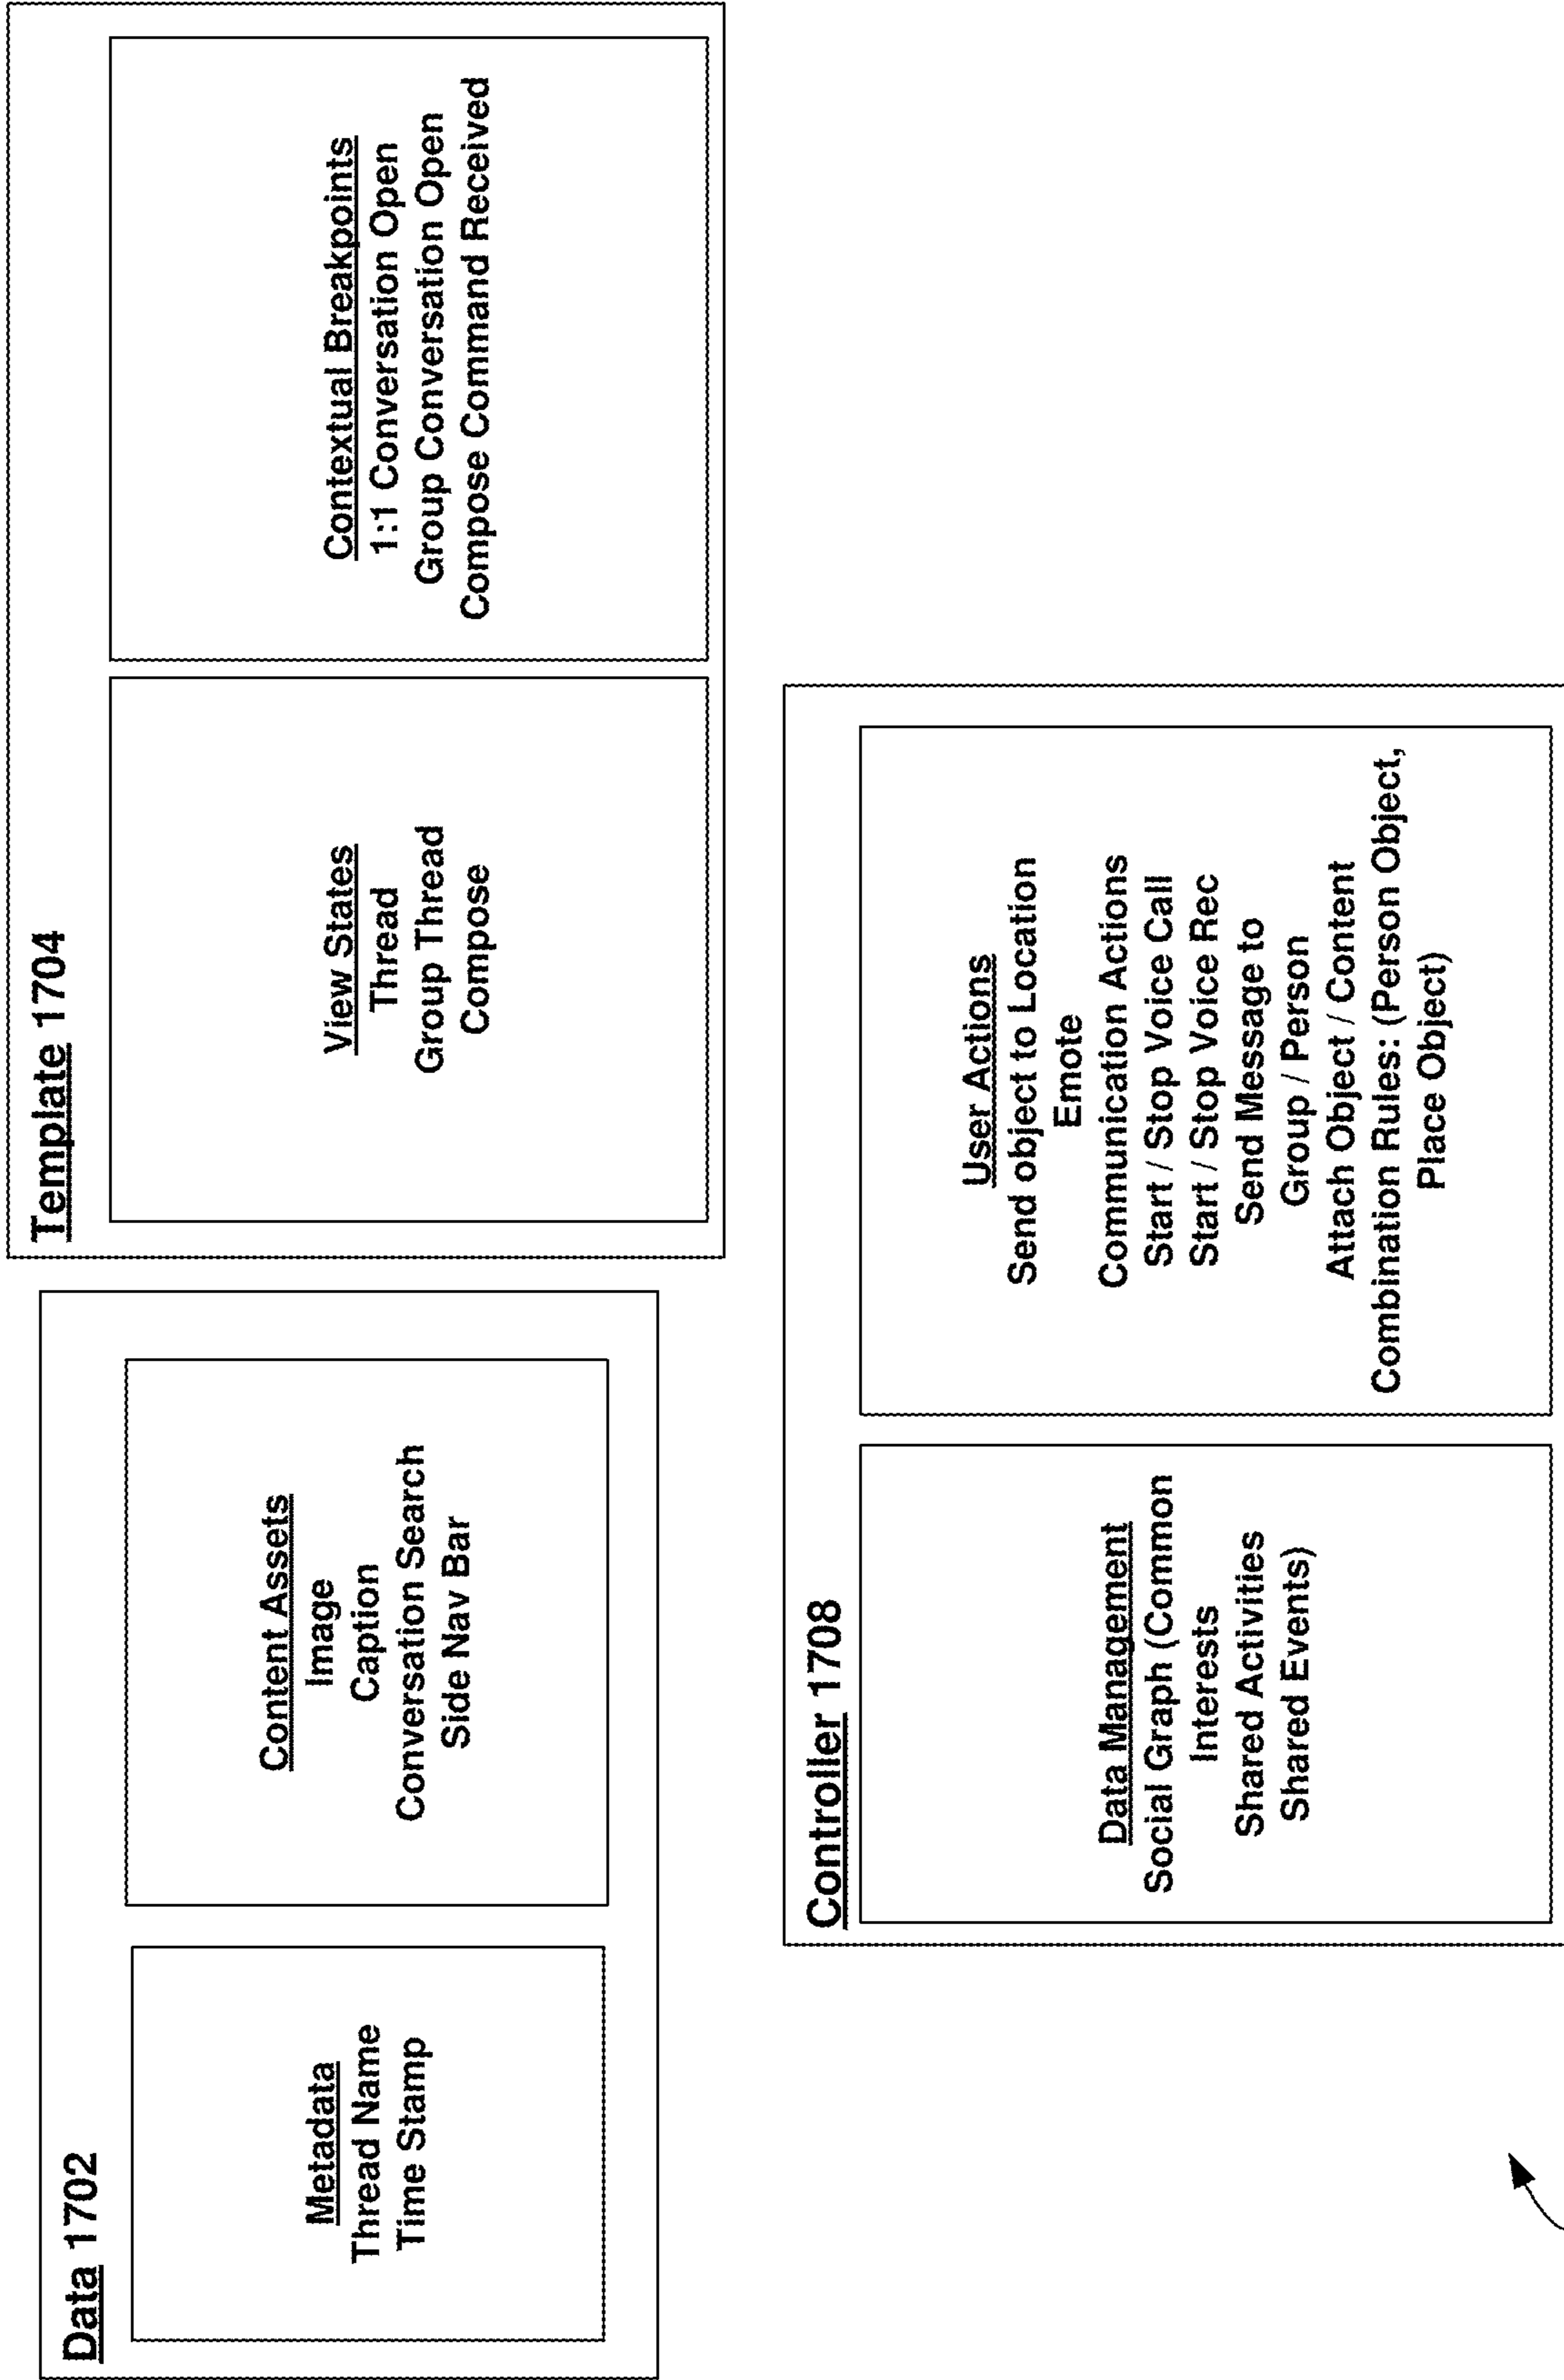 Data 1702
Metadata
Thread Name
Time Stamp
Content Assets
Image
Caption
Conversation Search
Side Nav Bar
Template 1704
View States
Thread
Group Thread
Compose
Contextual Breakpoints
1:1 Conversation Open
Group Conversation Open
Compose Command Received
Controller 1708
Data Management
Social Graph (Common
Interests
Shared Activities
Shared Events)
User Actions
Send object to Location
Emote
Communication Actions
Start / Stop Voice Call
Start / Stop Voice Rec
Send Message to
Group / Person
Attach Object / Content
Combination Rules: (Person Object,
Place Object)